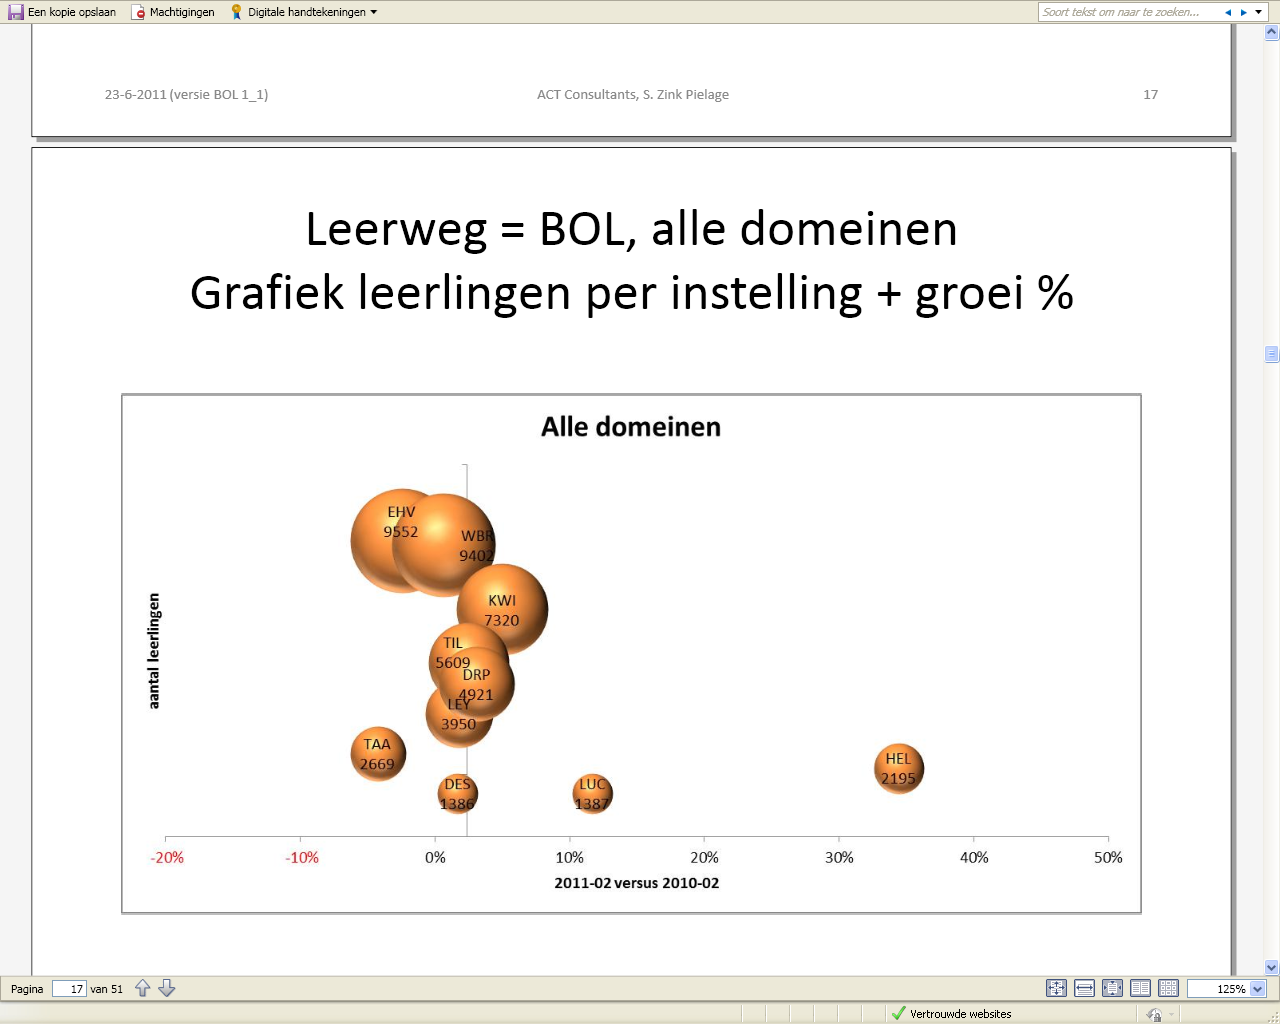 Een kopie opslaan Machtigingen Digitale handtekeningen Soort tekst om naar te zoeken...
23-6-2011 (versie BOL 1_1) ACT Consultants, S. Zink Pielage 17
Leerweg = BOL, alle domeinen
Grafiek leerlingen per instelling + groei %
Alle domeinen
EHV
9552
WBR
9402
KWI
7320
TIL
5609
DRP
4921
LEY
3950
TAA
2669
DES
1386
LUC
1387
HEL
2195
aantal leerlingen
-20% -10% 0% 10% 20% 30% 40% 50%
2011-02 versus 2010-02
Pagina 17 van 51 125%
Vertrouwde websites